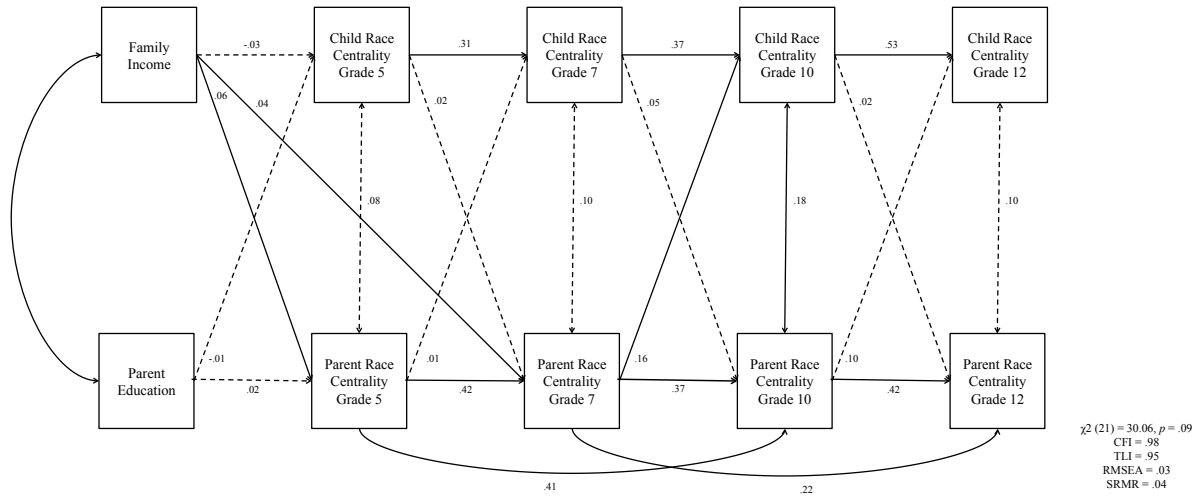 Family
Income
Child Race
Centrality
Grade 5
Child Race
Centrality
Grade 7
Child Race
Centrality
Grade 10
Child Race
Centrality
Grade 12
-.03
.31
.37
.53
.06
.04
.02
.05
.02
.08
.10
.18
.10
Parent
Education
Parent Race
Centrality
Grade 5
Parent Race
Centrality
Grade 7
Parent Race
Centrality
Grade 10
Parent Race
Centrality
Grade 12
-.01
.01
.16
.10
.02
.42
.37
.42
.41
.22
χ2 (21) = 30.06, p = .09
CFI = .98
TLI = .95
RMSEA = .03
SRMR = .04